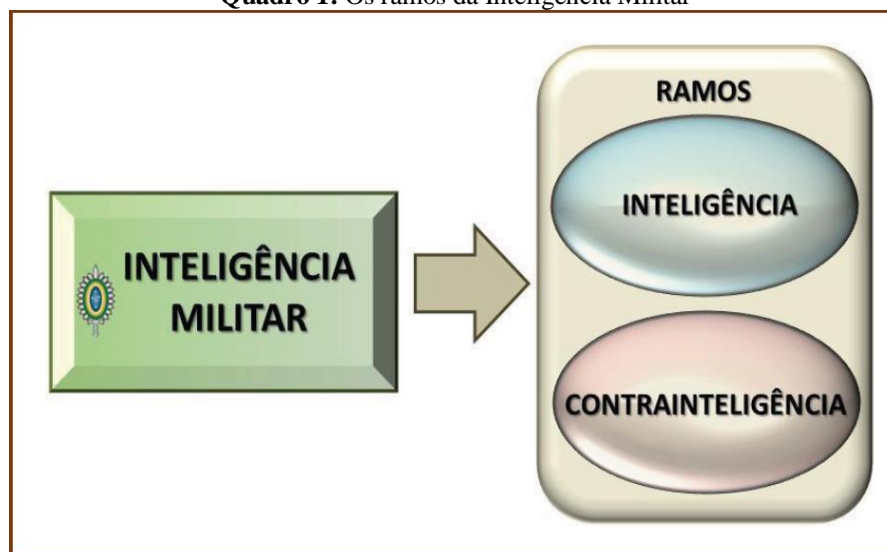 Quadro 1: Os ramos da Inteligência Militar
INTELIGÊNCIA
MILITAR
RAMOS
INTELIGÊNCIA
CONTRAINTELIGÊNCIA